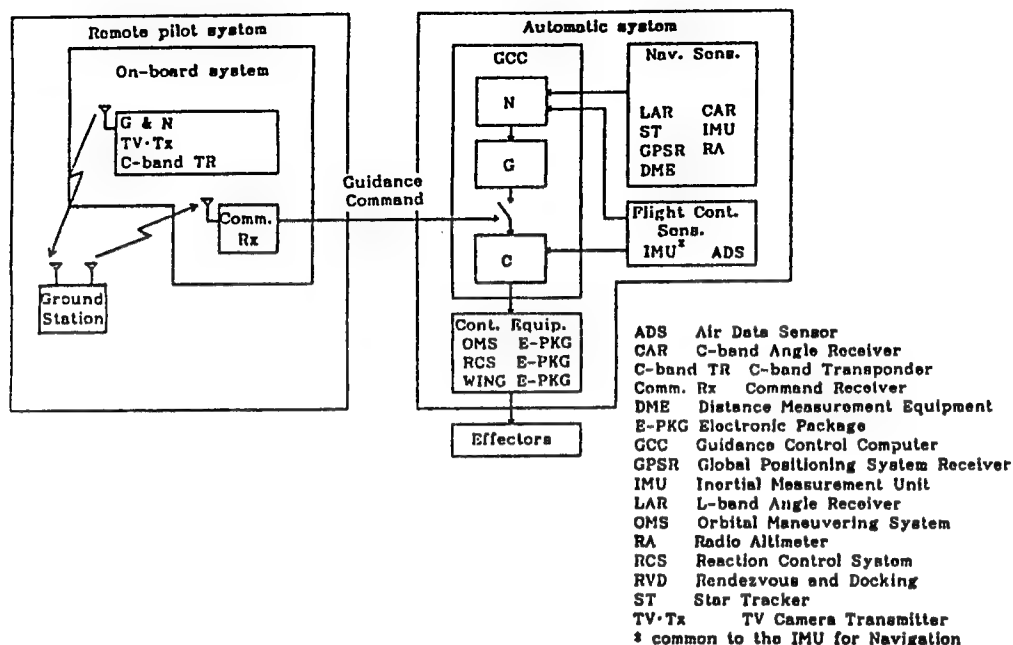 Remote pilot system
On-board system
G & N
TV·Tx
C-band TR
Comm.
Rx
Ground
Station
Guidance
Command
Automatic system
GCC
N
G
C
Nav. Sens.
LAR CAR
ST IMU
GPSR RA
DME
Flight Cont.
Sens.
IMU* ADS
Cont. Equip.
OMS E-PKG
RCS E-PKG
WING E-PKG
Effectors
ADS Air Data Sensor
CAR C-band Angle Receiver
C-band TR C-band Transponder
Comm. Rx Command Receiver
DME Distance Measurement Equipment
E-PKG Electronic Package
GCC Guidance Control Computer
GPSR Global Positioning System Receiver
IMU Inertial Measurement Unit
LAR L-band Angle Receiver
OMS Orbital Maneuvering System
RA Radio Altimeter
RCS Reaction Control System
RVD Rendezvous and Docking
ST Star Tracker
TV·Tx TV Camera Transmitter
* common to the IMU for Navigation